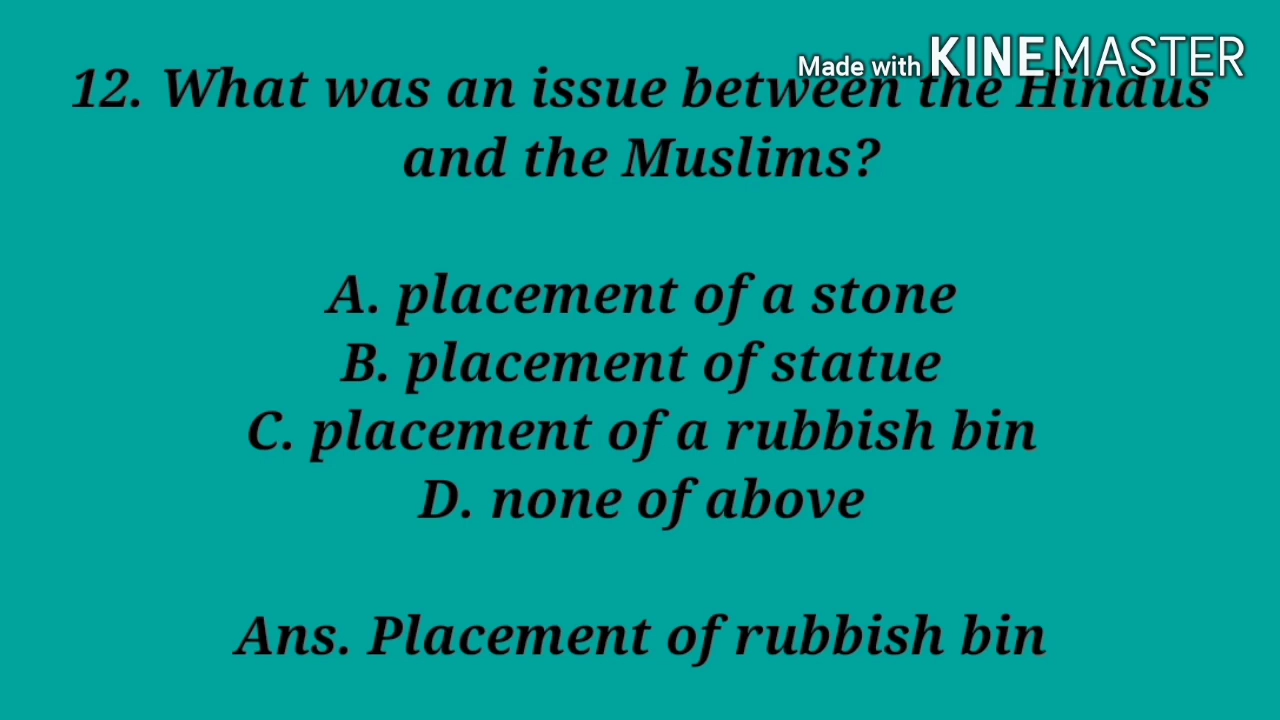 Made with KINEMASTER
12. What was an issue between the Hindus
and the Muslims?
A. placement of a stone
B. placement of statue
C. placement of a rubbish bin
D. none of above
Ans. Placement of rubbish bin